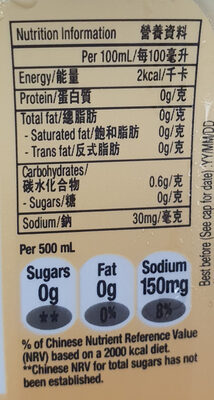 Nutrition Information 營養資料
Per 100mL/每100毫升
Energy/能量 2kcal/千卡
Protein/蛋白質 0g/克
Total fat/總脂肪 0g/克
- Saturated fat/飽和脂肪 0g/克
- Trans fat/反式脂肪 0g/克
Carbohydrates/
碳水化合物 0.6g/克
- Sugars/糖 0g/克
Sodium/鈉 30mg/毫克
Per 500 mL
Sugars Fat Sodium
0g 0g 150mg
** 0% 8%
% of Chinese Nutrient Reference Value
(NRV) based on a 2000 kcal diet.
**Chinese NRV for total sugars has not
been established.
Best before (See cap for date):YY/MM/DD